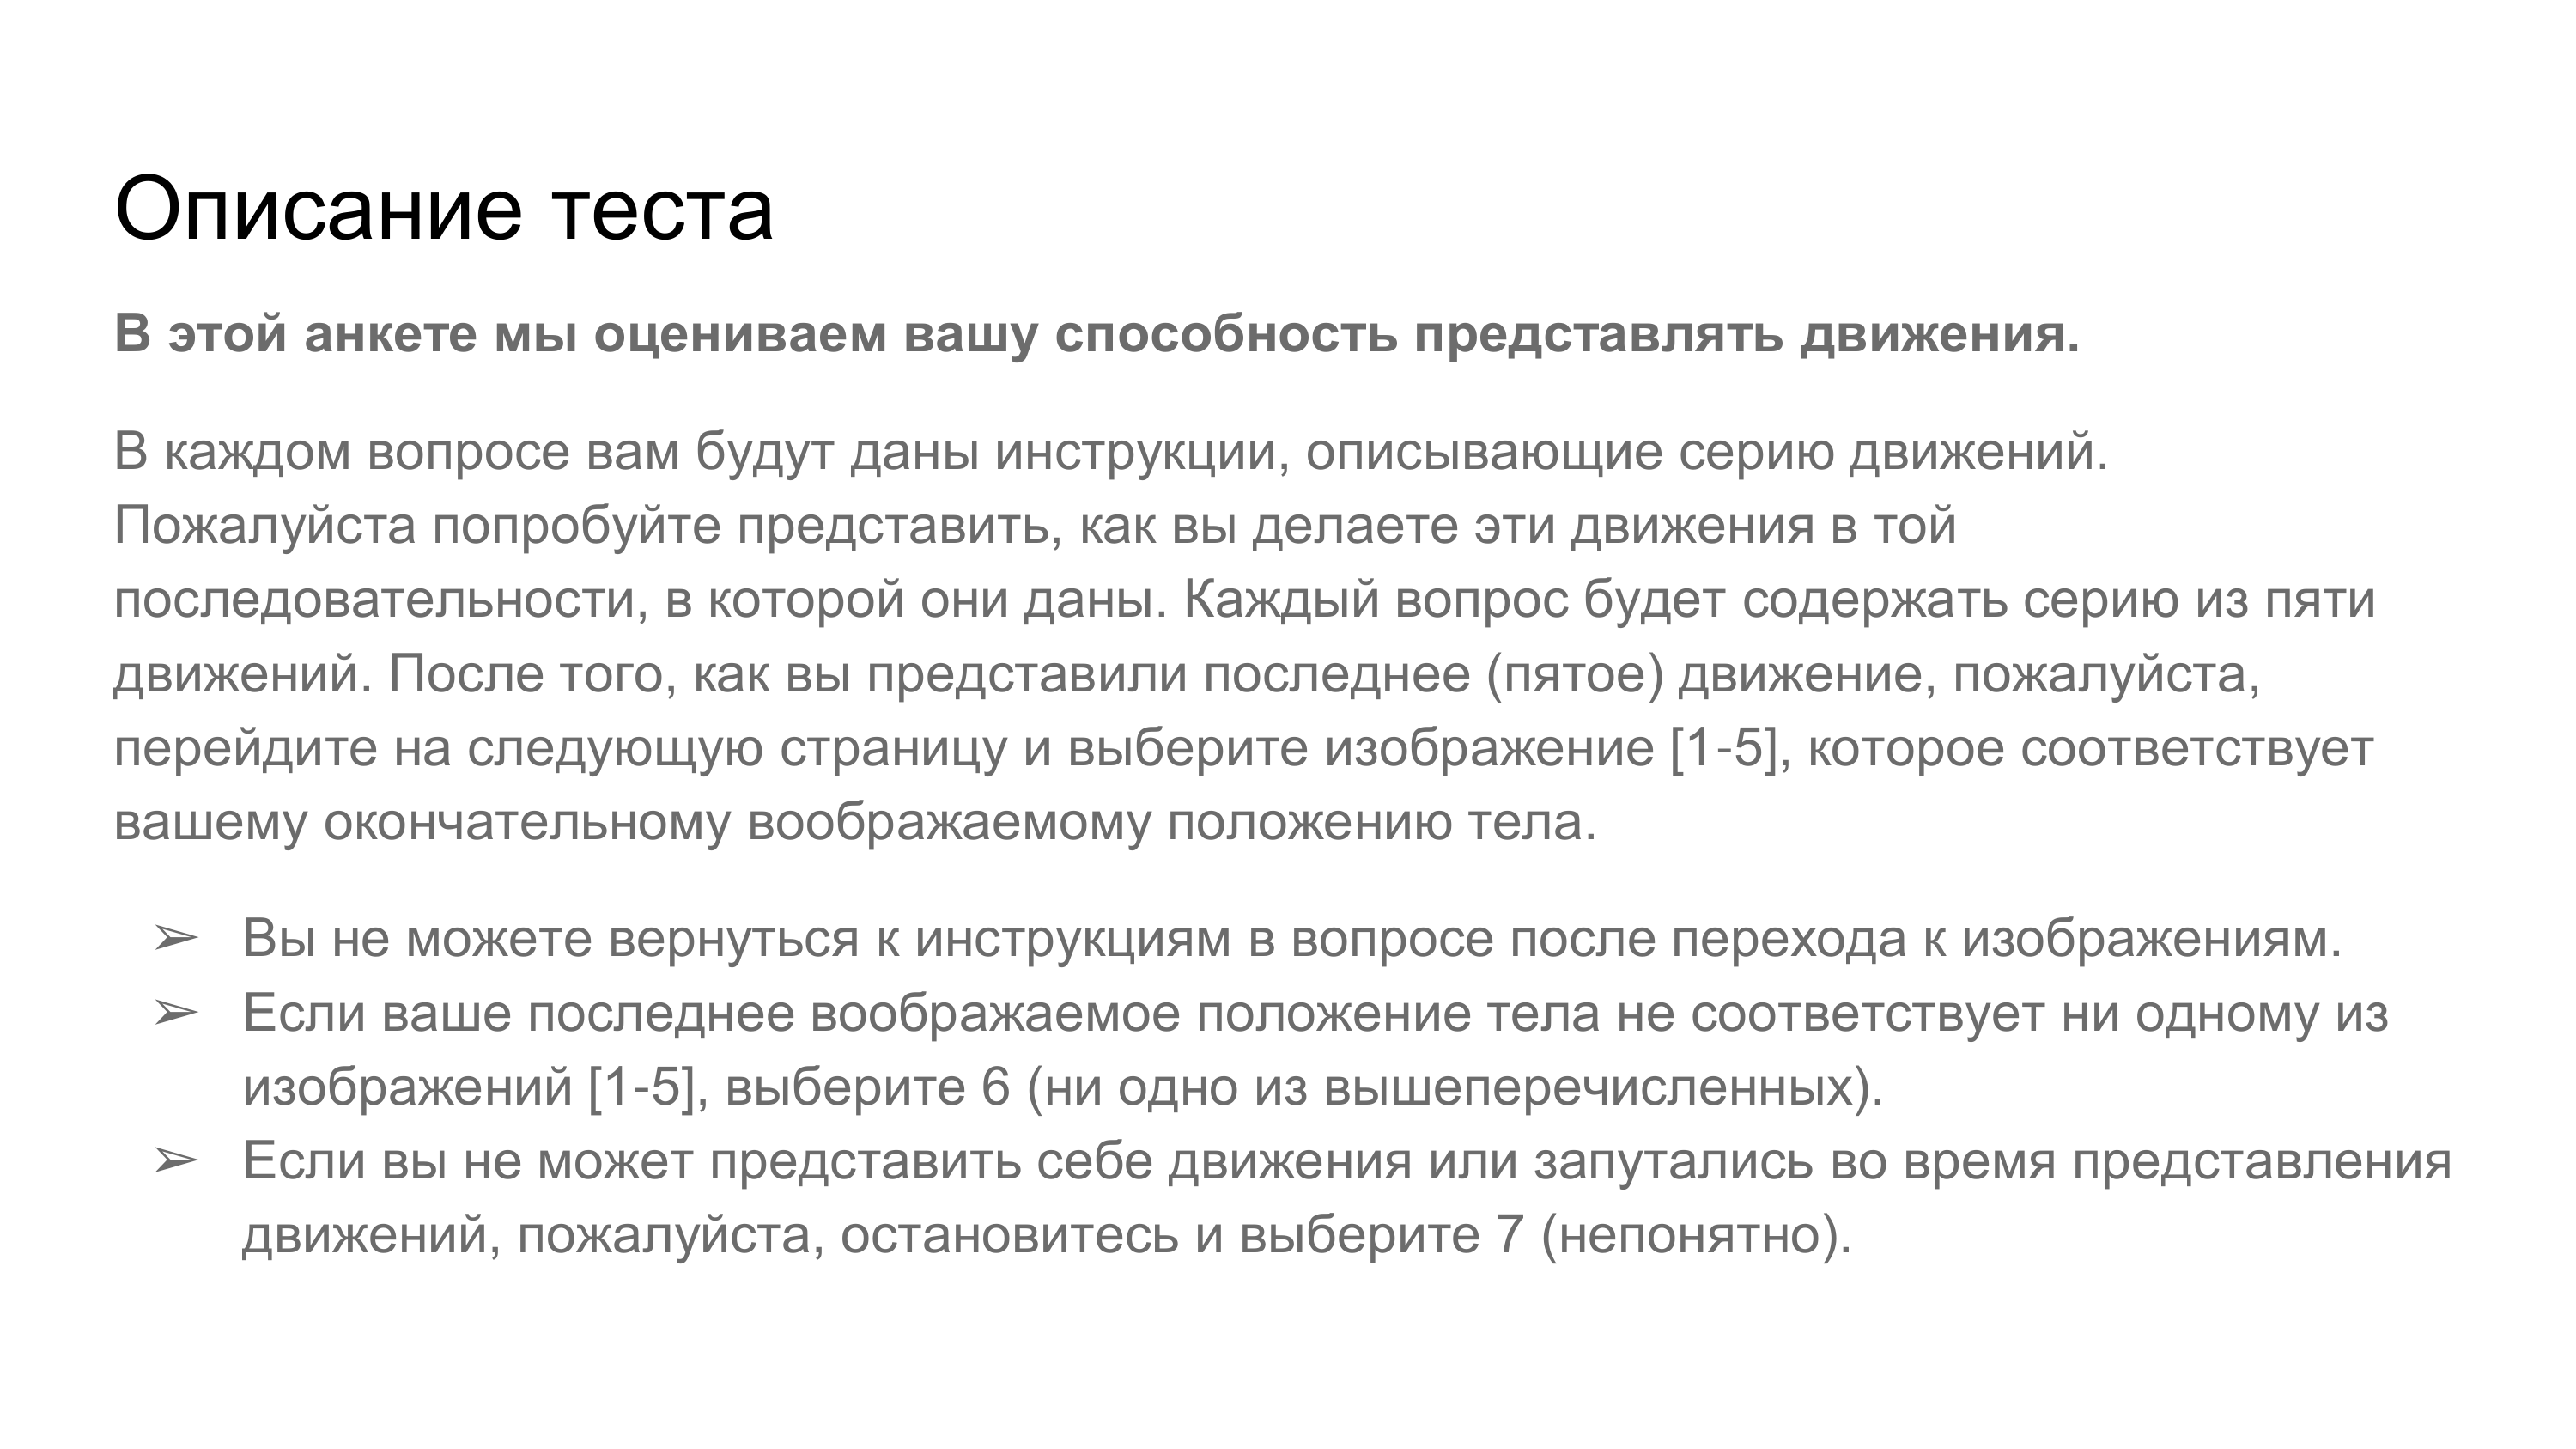 Описание теста
В этой анкете мы оцениваем вашу способность представлять движения.
В каждом вопросе вам будут даны инструкции, описывающие серию движений.
Пожалуйста попробуйте представить, как вы делаете эти движения в той
последовательности, в которой они даны. Каждый вопрос будет содержать серию из пяти
движений. После того, как вы представили последнее (пятое) движение, пожалуйста,
перейдите на следующую страницу и выберите изображение [1-5], которое соответствует
вашему окончательному воображаемому положению тела.
➢ Вы не можете вернуться к инструкциям в вопросе после перехода к изображениям.
➢ Если ваше последнее воображаемое положение тела не соответствует ни одному из
изображений [1-5], выберите 6 (ни одно из вышеперечисленных).
➢ Если вы не может представить себе движения или запутались во время представления
движений, пожалуйста, остановитесь и выберите 7 (непонятно).